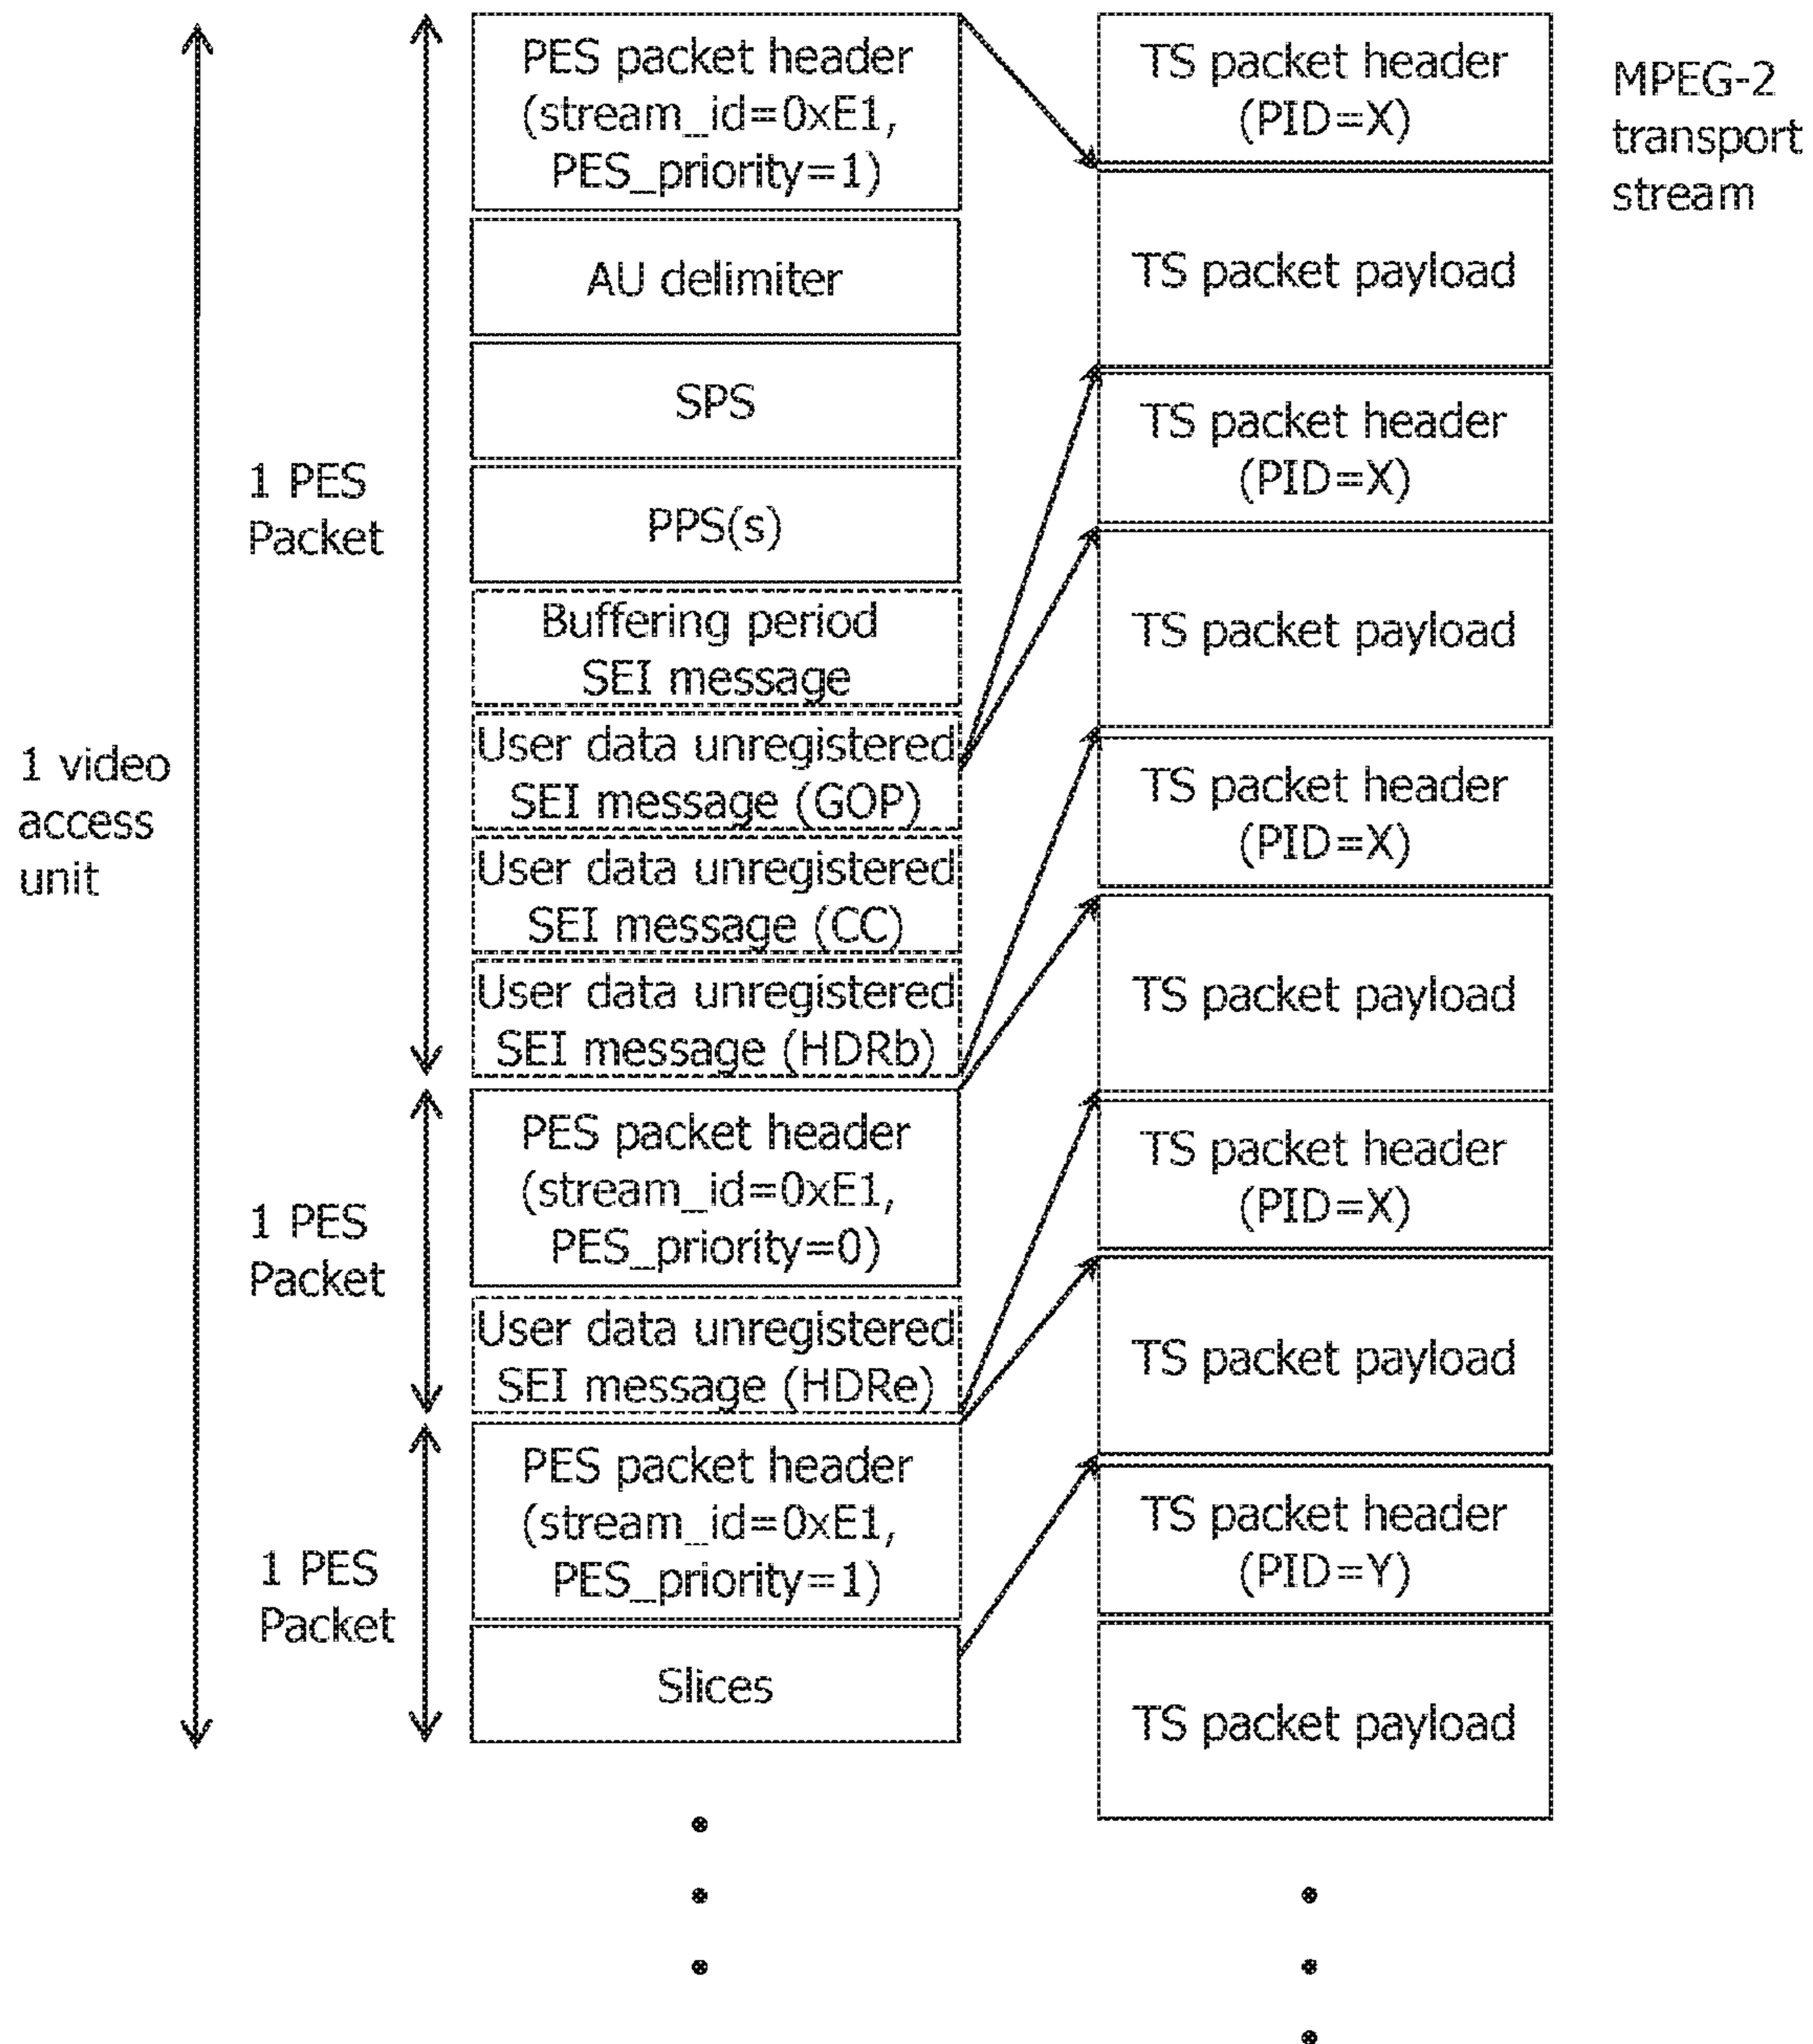 1 video
access
unit
1 PES
Packet
1 PES
Packet
1 PES
Packet
PES packet header
(stream_id=0xE1,
PES_priority=1)
AU delimiter
SPS
PPS(s)
Buffering period
SEI message
User data unregistered
SEI message (GOP)
User data unregistered
SEI message (CC)
User data unregistered
SEI message (HDRb)
PES packet header
(stream_id=0xE1,
PES_priority=0)
User data unregistered
SEI message (HDRe)
PES packet header
(stream_id=0xE1,
PES_priority=1)
Slices
TS packet header
(PID=X)
TS packet payload
TS packet header
(PID=X)
TS packet payload
TS packet header
(PID=X)
TS packet payload
TS packet header
(PID=X)
TS packet payload
TS packet header
(PID=Y)
TS packet payload
MPEG-2
transport
stream